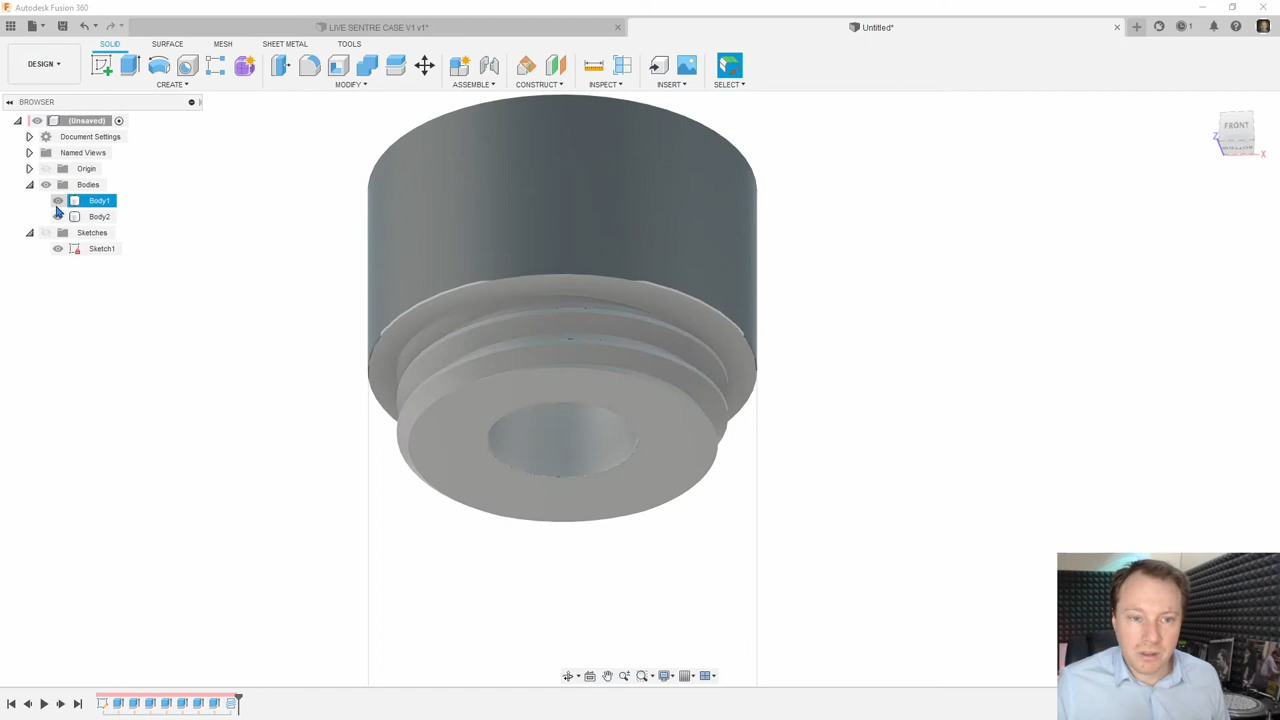 Autodesk Fusion 360
LIVE SENTRE CASE V1 v1*
Untitled*
1
DESIGN
SOLID
SURFACE
MESH
SHEET METAL
TOOLS
CREATE
MODIFY
ASSEMBLE
CONSTRUCT
INSPECT
INSERT
SELECT
BROWSER
(Unsaved)
Document Settings
Named Views
Origin
Bodies
Body1
Body2
Sketches
Sketch1
FRONT
Z
X